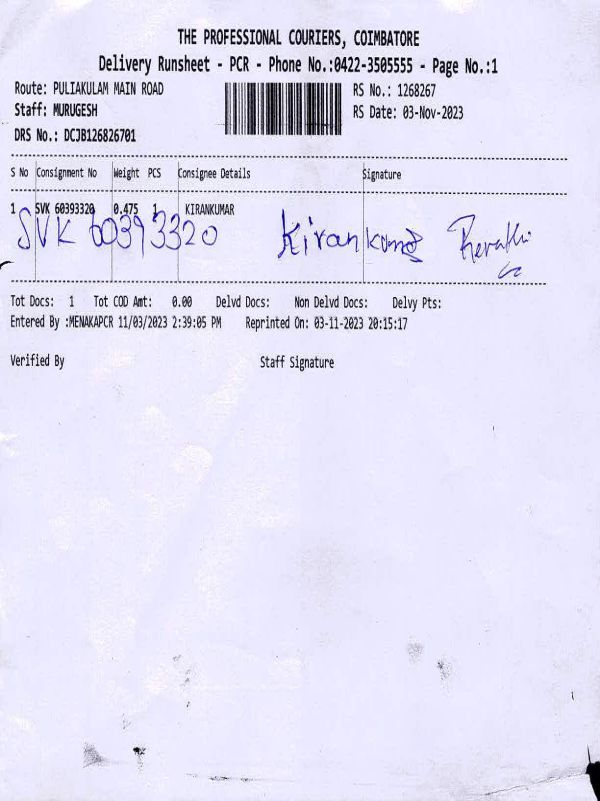 THE PROFESSIONAL COURIERS, COIMBATORE
Delivery Runsheet - PCR - Phone No.:0422-3505555 - Page No.:1
Route: PULIAKULAM MAIN ROAD RS No.: 1268267
Staff: MURUGESH RS Date: 03-Nov-2023
DRS No.: DCJB126826701
S No Consignment No Weight PCS Consignee Details Signature
1 SVK 60393320 0.475 1 KIRANKUMAR
SVK 60393320 Kirankumar
Tot Docs: 1 Tot COD Amt: 0.00 Delvd Docs: Non Delvd Docs: Delvy Pts:
Entered By :MENAKAPCR 11/03/2023 2:39:05 PM Reprinted On: 03-11-2023 20:15:17
Verified By Staff Signature